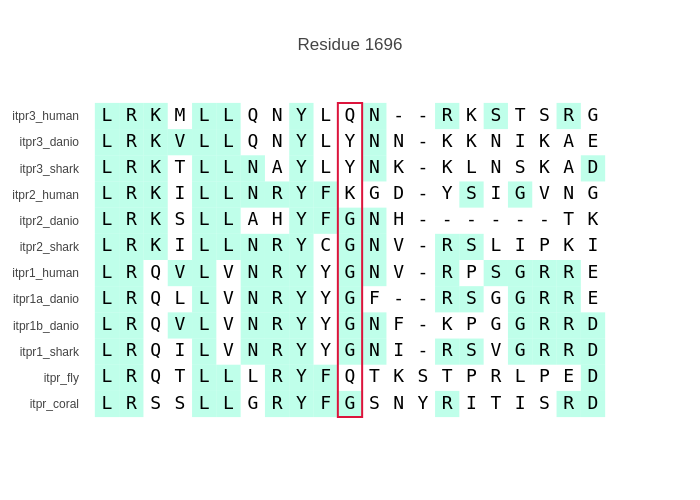 Residue 1696
itpr3_human L R K M L L Q N Y L Q N - - R K S T S R G
itpr3_danio L R K V L L Q N Y L Y N N - K K N I K A E
itpr3_shark L R K T L L N A Y L Y N K - K L N S K A D
itpr2_human L R K I L L N R Y F K G D - Y S I G V N G
itpr2_danio L R K S L L A H Y F G N H - - - - - - T K
itpr2_shark L R K I L L N R Y C G N V - R S L I P K I
itpr1_human L R Q V L V N R Y Y G N V - R P S G R R E
itpr1a_danio L R Q L L V N R Y Y G F - - R S G G R R E
itpr1b_danio L R Q V L V N R Y Y G N F - K P G G R R D
itpr1_shark L R Q I L V N R Y Y G N I - R S V G R R D
itpr_fly L R Q T L L L R Y F Q T K S T P R L P E D
itpr_coral L R S S L L G R Y F G S N Y R I T I S R D